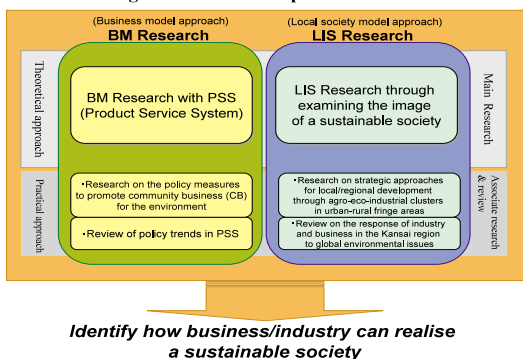 (Business model approach)
BM Research
(Local society model approach)
LIS Research
Theoretical approach
BM Research with PSS
(Product Service System)
LIS Research through
examining the image
of a sustainable society
Main Research
Practical approach
•Research on the policy measures
to promote community business (CB)
for the environment
•Review of policy trends in PSS
•Research on strategic approaches
for local/regional development
through agro-eco-industrial clusters
in urban-rural fringe areas
•Review on the response of industry
and business in the Kansai region
to global environmental issues
Associate research
& review
Identify how business/industry can realise
a sustainable society